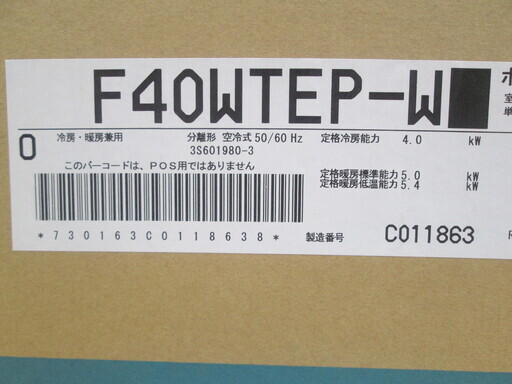 F40WTEP-W
0 冷房・暖房兼用 分離形 空冷式 50/60 Hz 定格冷房能力 4.0 kW
3S601980-3
このバーコードは、POS用ではありません
定格暖房標準能力 5.0 kW
定格暖房低温能力 5.4 kW
*730163C0118638*
製造番号 C011863